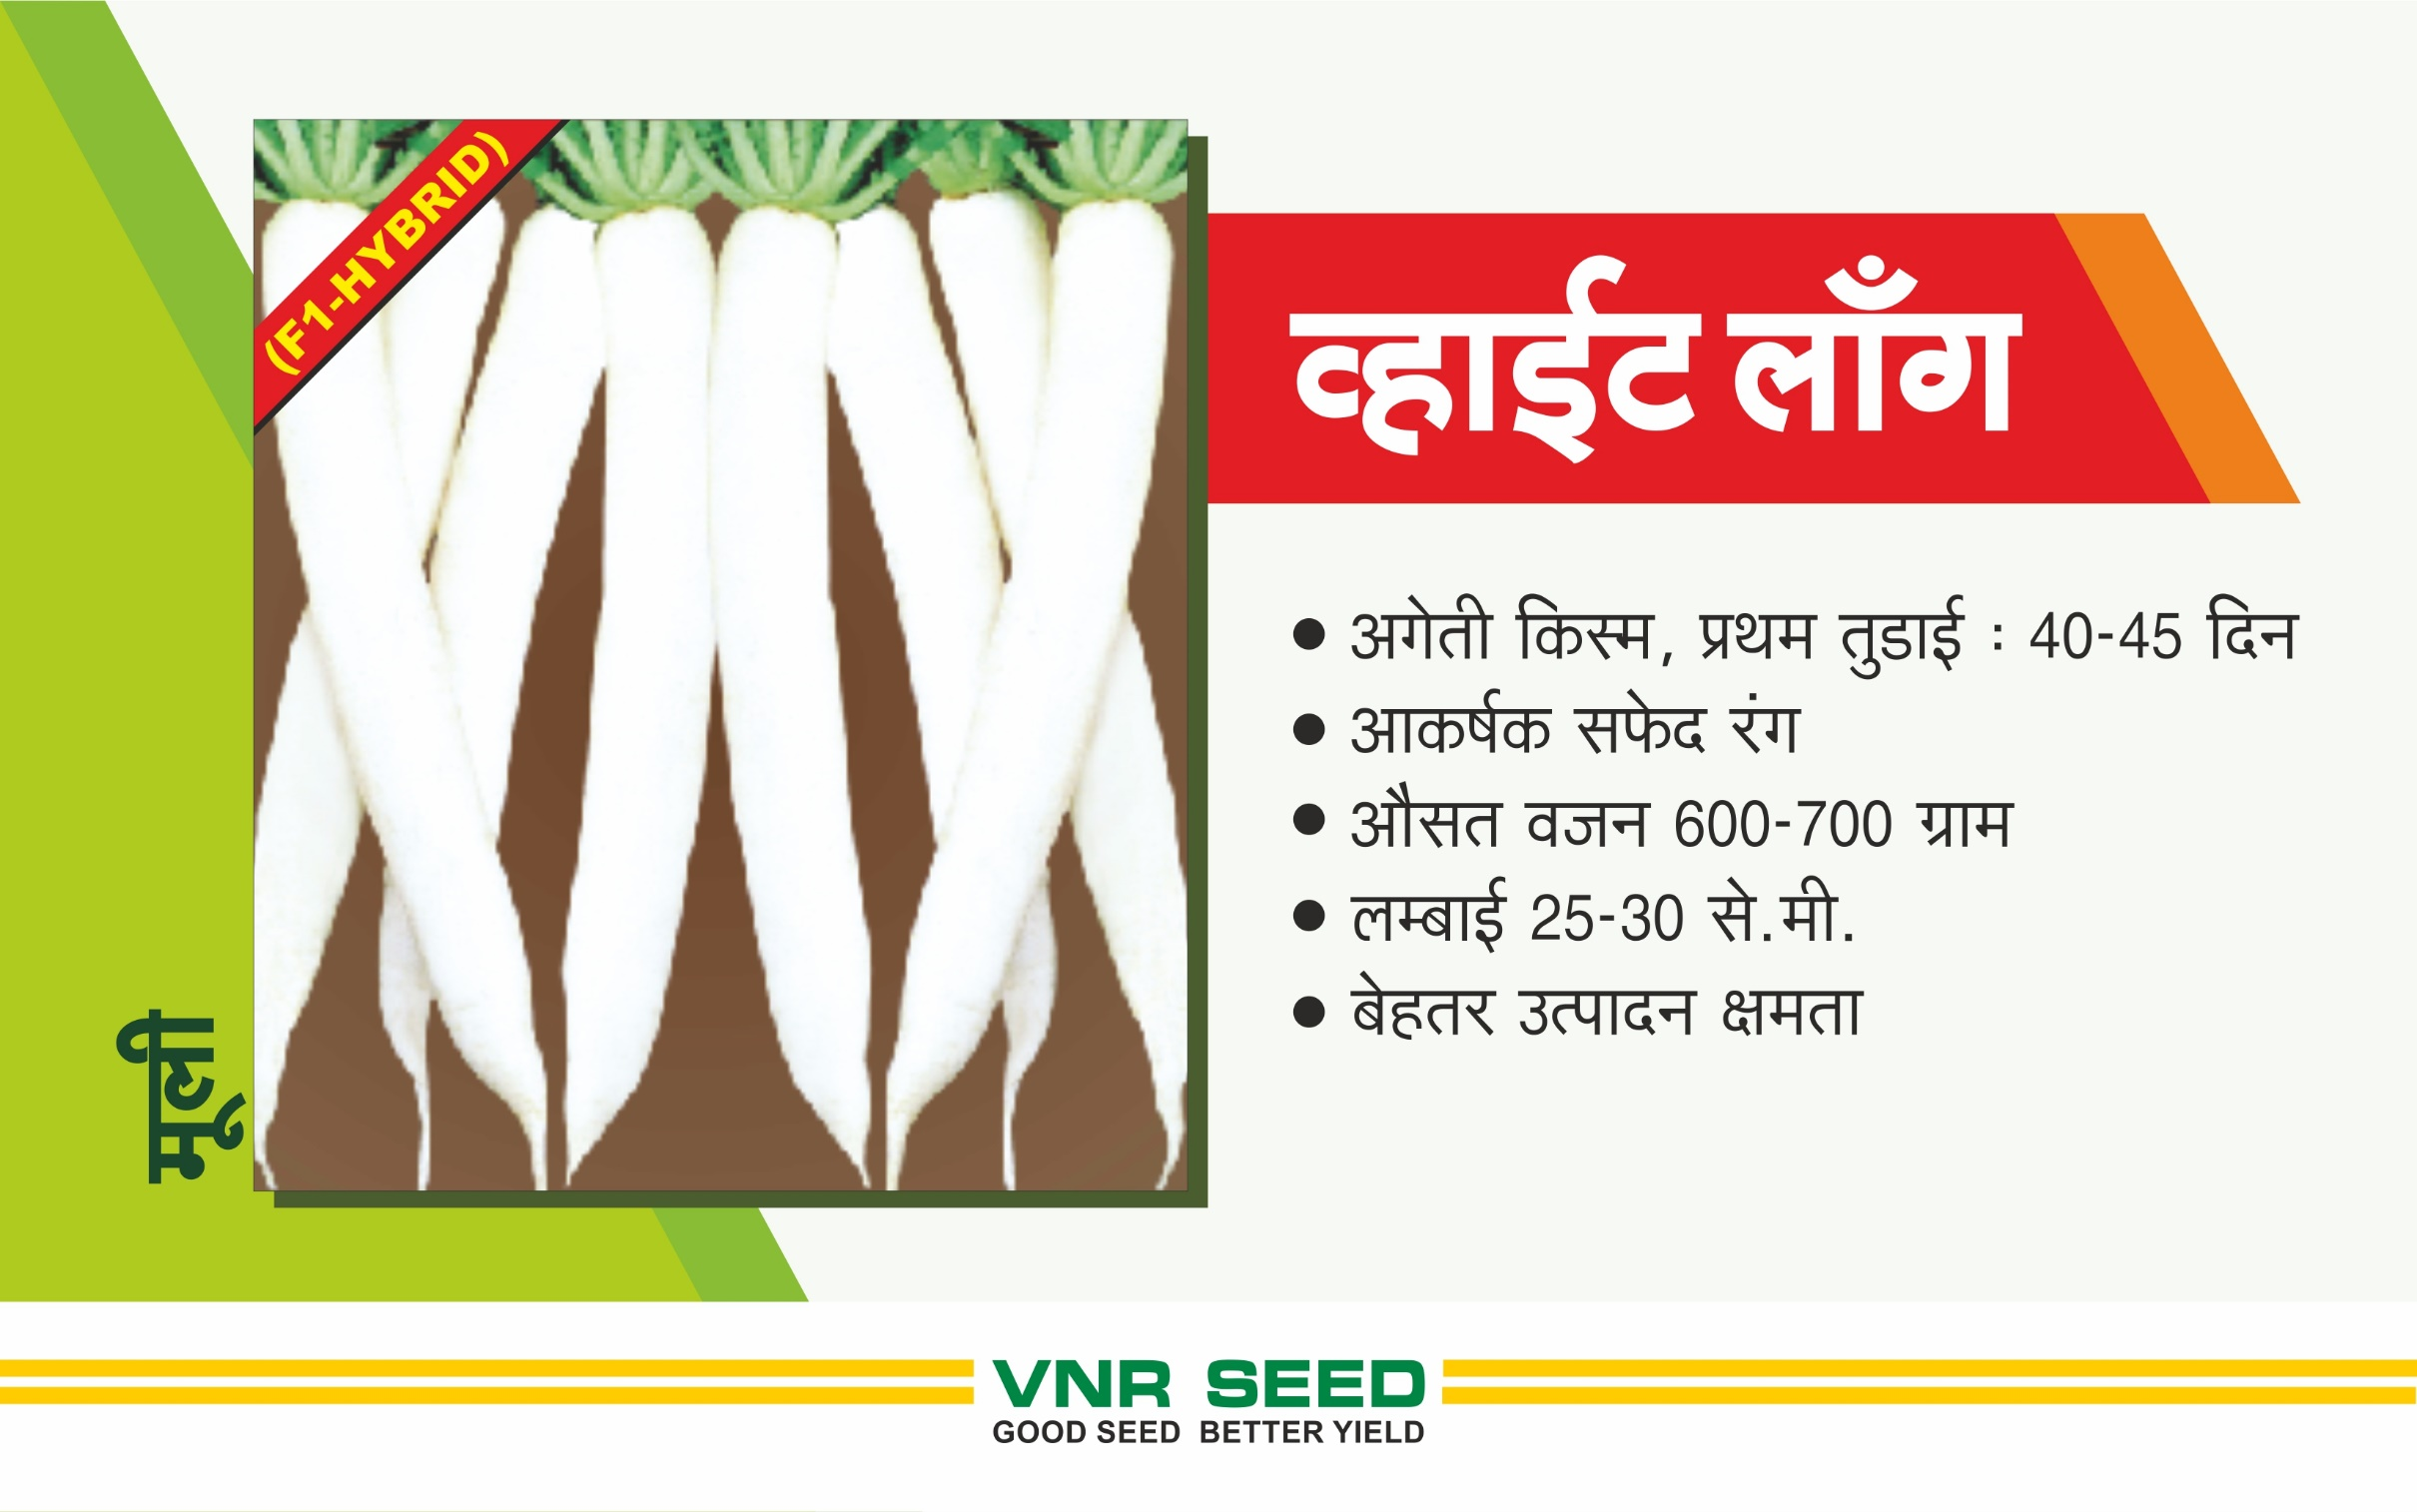 (F1-HYBRID)
व्हाईट लाँग
• अगेती किस्म, प्रथम तुडाई : 40-45 दिन
• आकर्षक सफेद रंग
• औसत वजन 600-700 ग्राम
• लम्बाई 25-30 से.मी.
• बेहतर उत्पादन क्षमता
मूली
VNR SEED
GOOD SEED BETTER YIELD